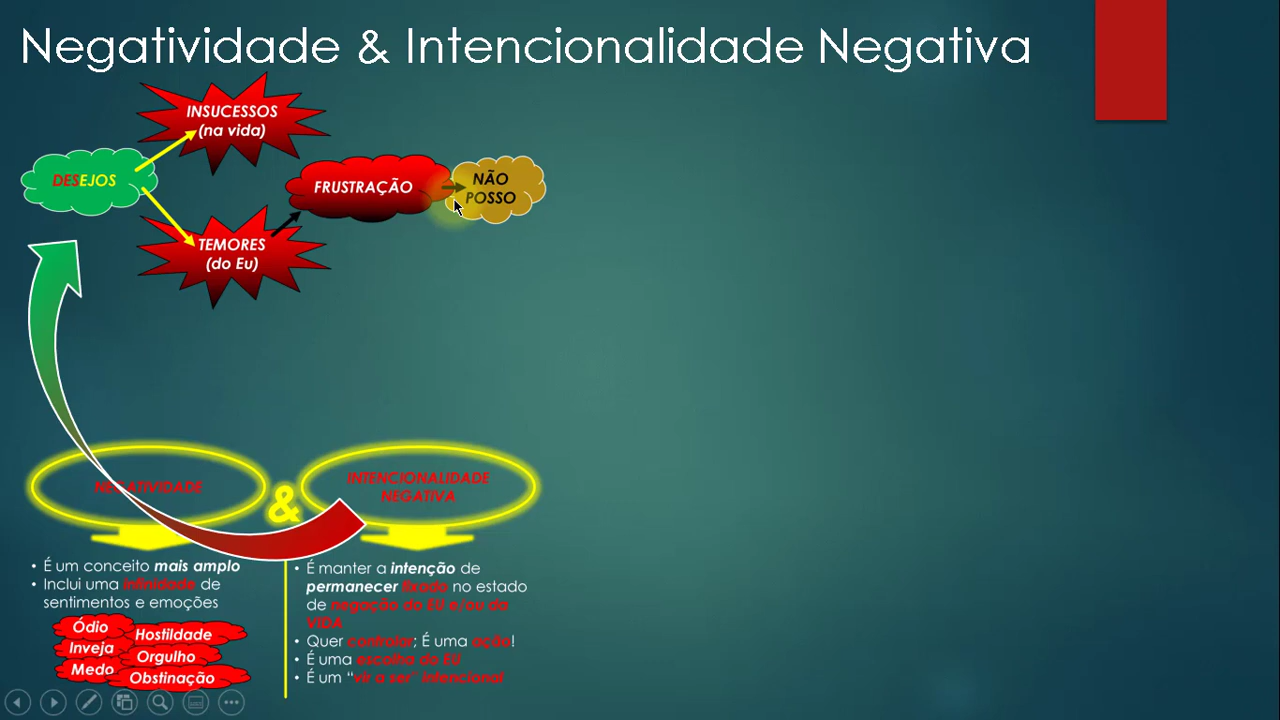 Negatividade & Intencionalidade Negativa
INSUCESSOS
(na vida)
DESEJOS
FRUSTRAÇÃO
NÃO
POSSO
TEMORES
(do Eu)
NEGATIVIDADE
&
INTENCIONALIDADE
NEGATIVA
• É um conceito mais amplo
• Inclui uma infinidade de
sentimentos e emoções
Ódio
Hostildade
Inveja
Orgulho
Medo
Obstinação
• É manter a intenção de
permanecer fixado no estado
de negação do EU e/ou da
VIDA
• Quer controlar; É uma ação!
• É uma escolha do EU
• É um “vir a ser” intencional